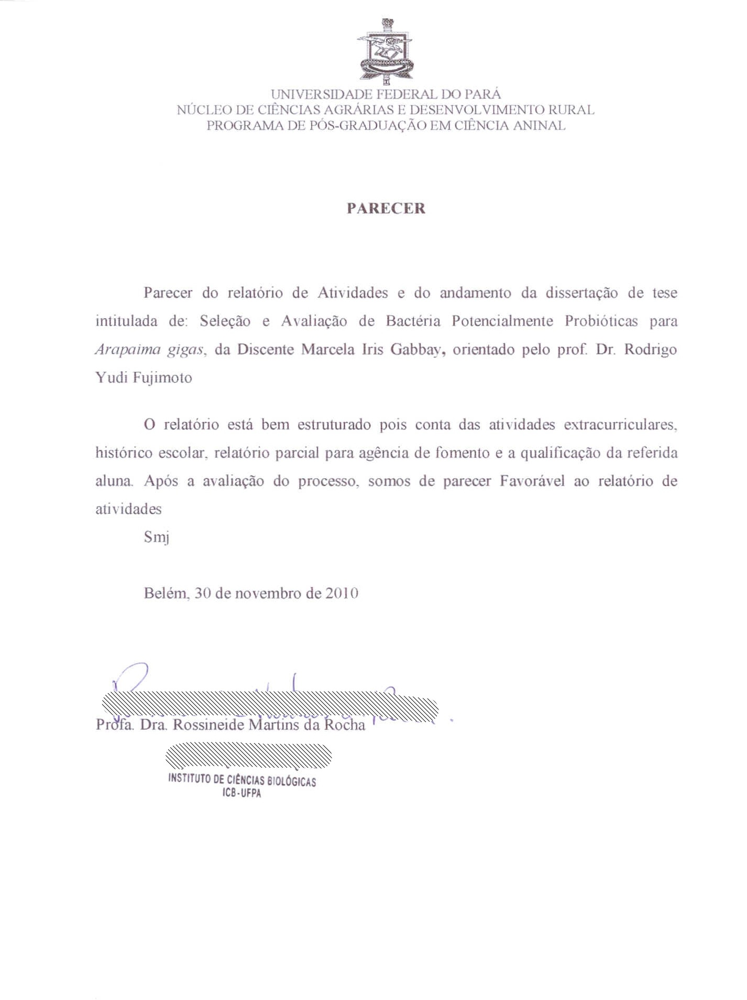 UNIVERSIDADE FEDERAL DO PARÁ
NÚCLEO DE CIÊNCIAS AGRÁRIAS E DESENVOLVIMENTO RURAL
PROGRAMA DE PÓS-GRADUAÇÃO EM CIÊNCIA ANINAL
PARECER
Parecer do relatório de Atividades e do andamento da dissertação de tese
intitulada de: Seleção e Avaliação de Bactéria Potencialmente Probióticas para
Arapaima gigas, da Discente Marcela Iris Gabbay, orientado pelo prof. Dr. Rodrigo
Yudi Fujimoto
O relatório está bem estruturado pois conta das atividades extracurriculares,
histórico escolar, relatório parcial para agência de fomento e a qualificação da referida
aluna. Após a avaliação do processo, somos de parecer Favorável ao relatório de
atividades
Smj
Belém, 30 de novembro de 2010
Profa. Dra. Rossineide Martins da Rocha
INSTITUTO DE CIÊNCIAS BIOLÓGICAS
ICB-UFPA